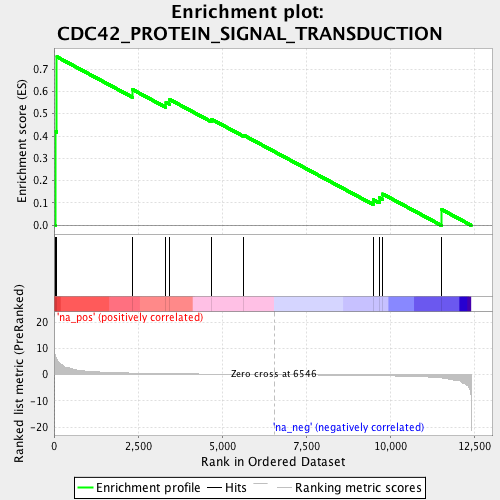 Enrichment plot:
CDC42_PROTEIN_SIGNAL_TRANSDUCTION
Enrichment score (ES)
0.7
0.6
0.5
0.4
0.3
0.2
0.1
0.0
'na_pos' (positively correlated)
Ranked list metric (PreRanked)
20
10
0
-10
-20
Zero cross at 6546
'na_neg' (negatively correlated)
0
2,500
5,000
7,500
10,000
12,500
Rank in Ordered Dataset
Enrichment profile
Hits
Ranking metric scores